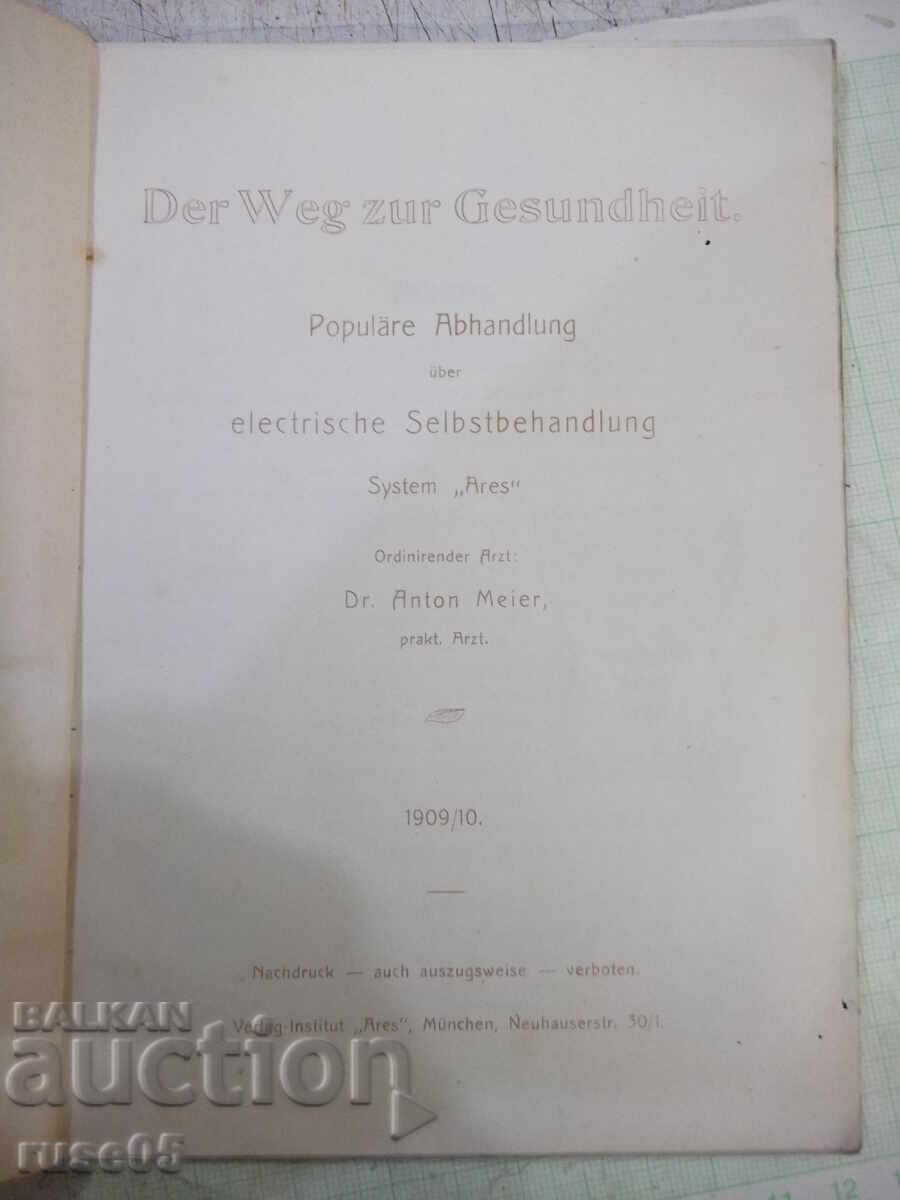 Der Weg zur Gesundheit.
Populäre Abhandlung
über
electrische Selbstbehandlung
System „Ares“
Ordinirender Arzt:
Dr. Anton Meier,
prakt. Arzt.
1909/10.
Nachdruck — auch auszugsweise — verboten.
Verlag-Institut „Ares“, München, Neuhauserstr. 30/I.
BALKAN
auction
ruse05
12